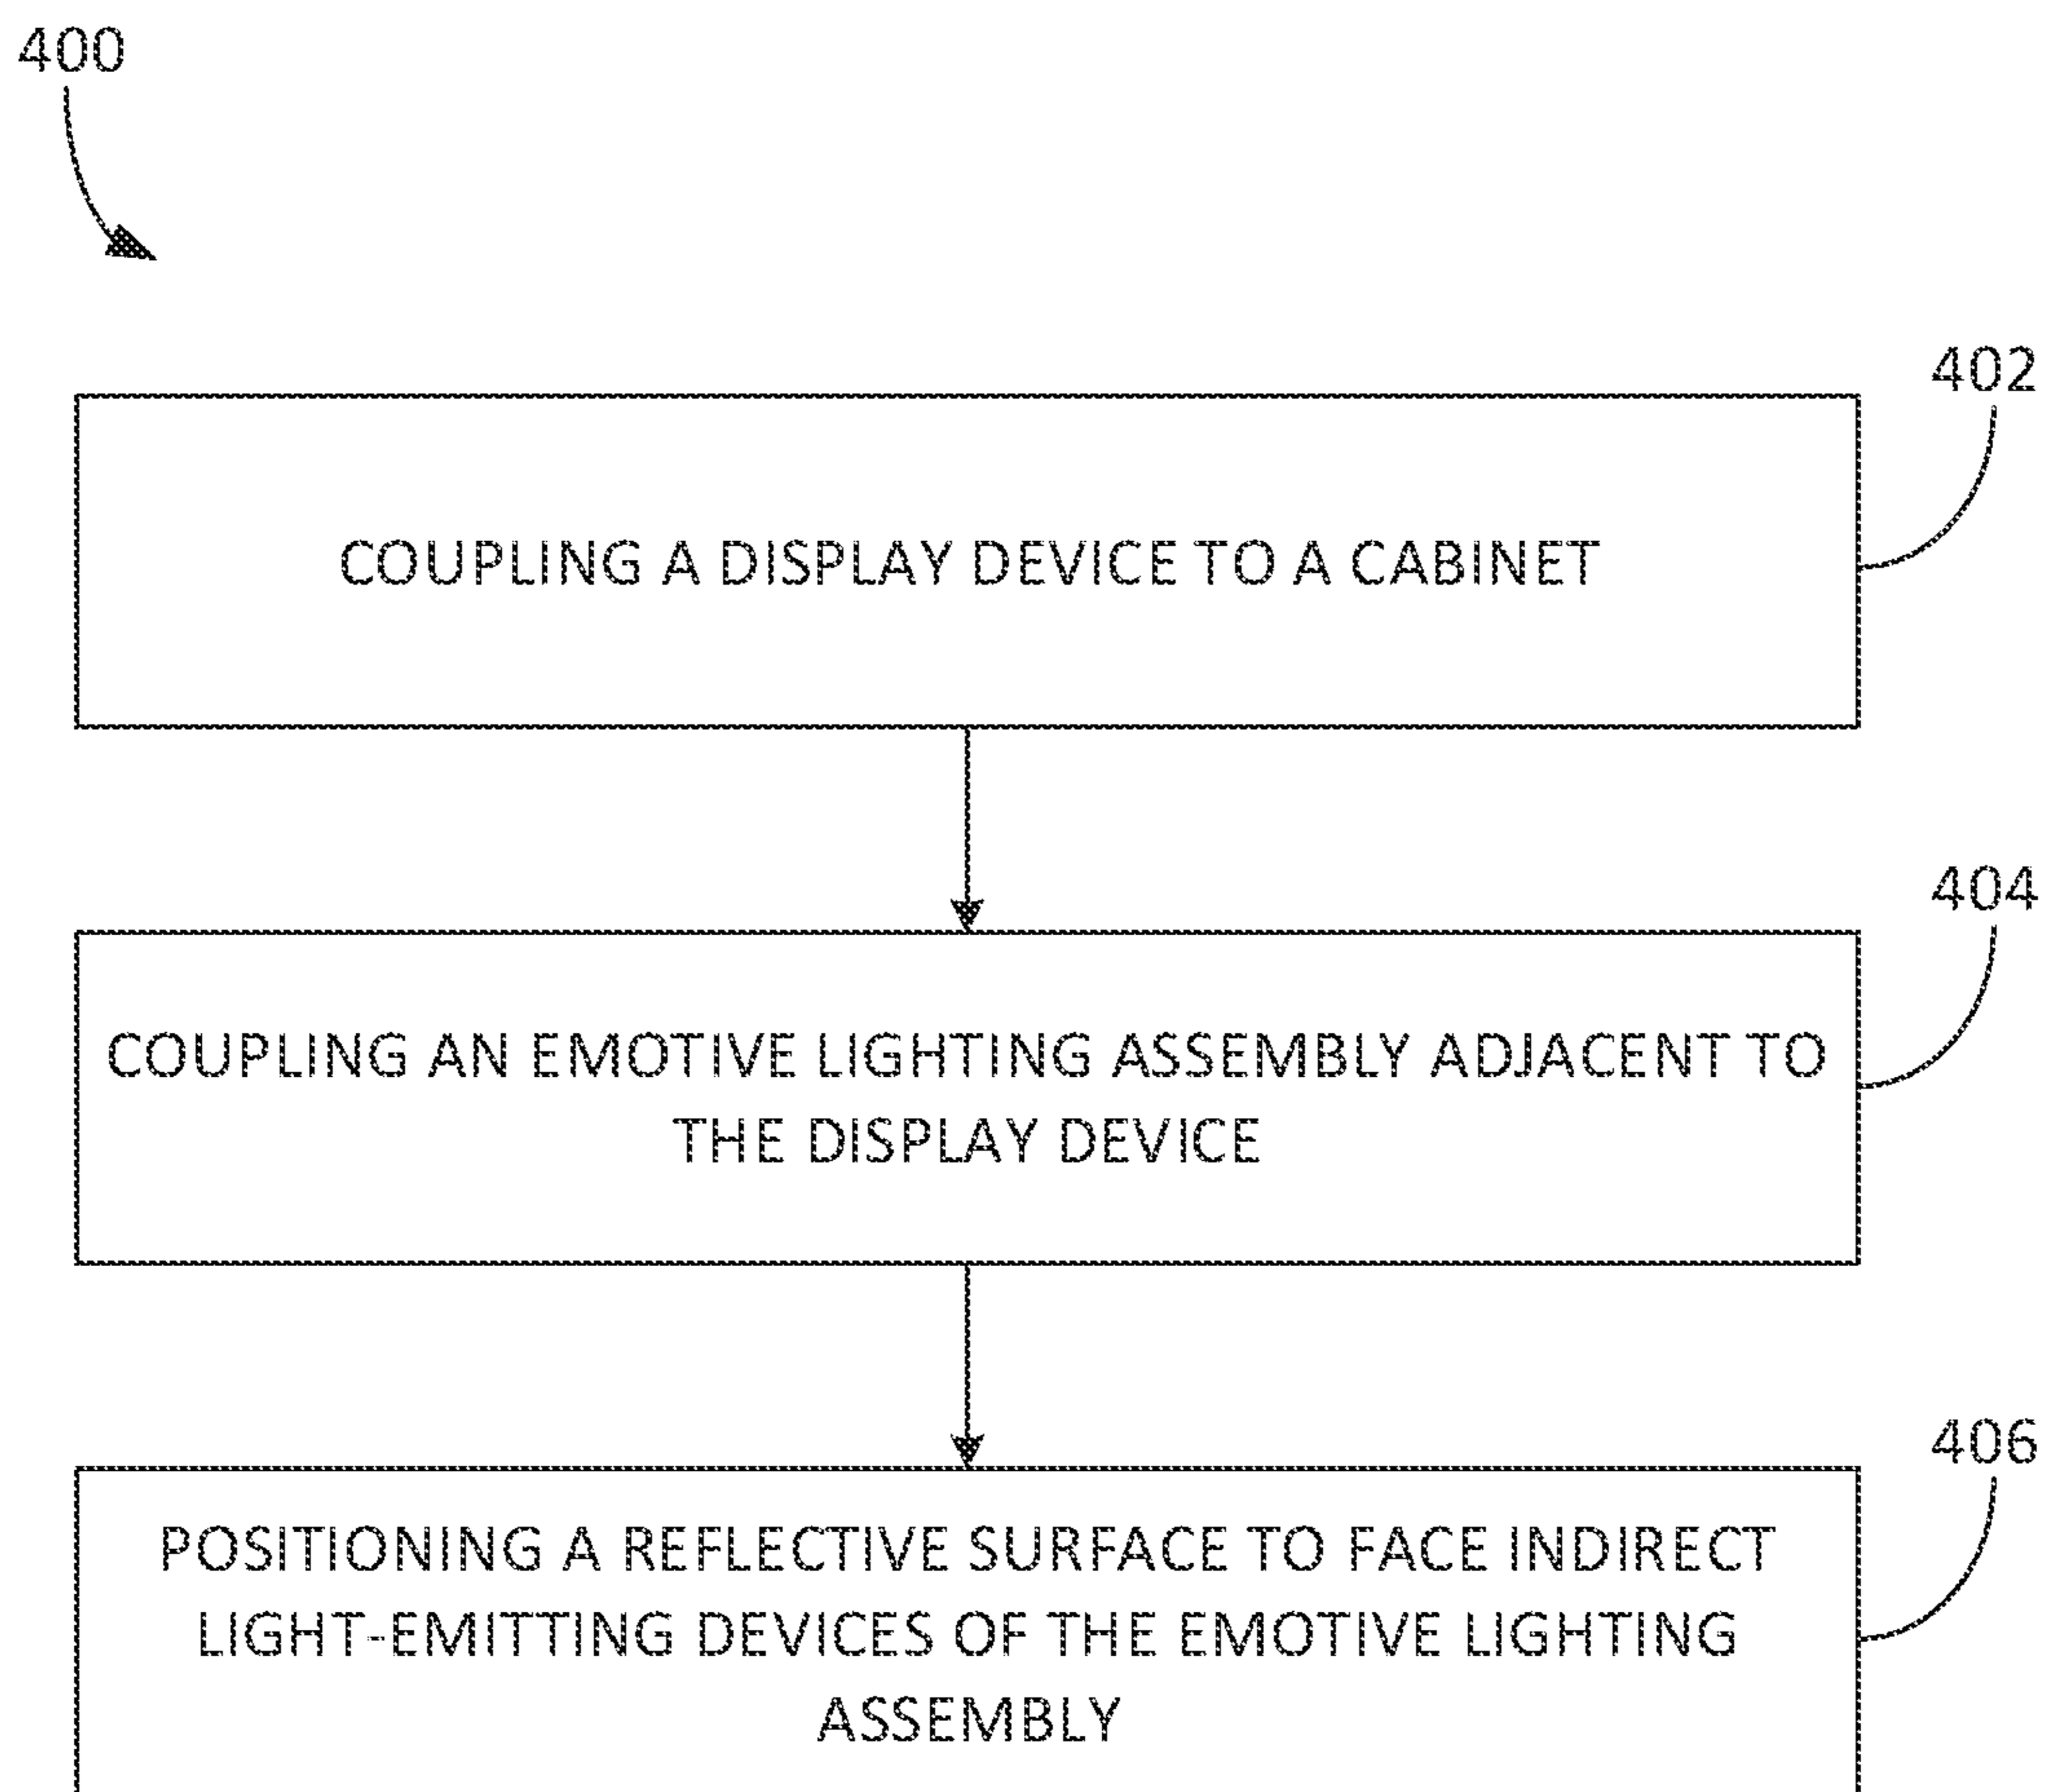 400
402
COUPLING A DISPLAY DEVICE TO A CABINET
404
COUPLING AN EMOTIVE LIGHTING ASSEMBLY ADJACENT TO
THE DISPLAY DEVICE
406
POSITIONING A REFLECTIVE SURFACE TO FACE INDIRECT
LIGHT-EMITTING DEVICES OF THE EMOTIVE LIGHTING
ASSEMBLY